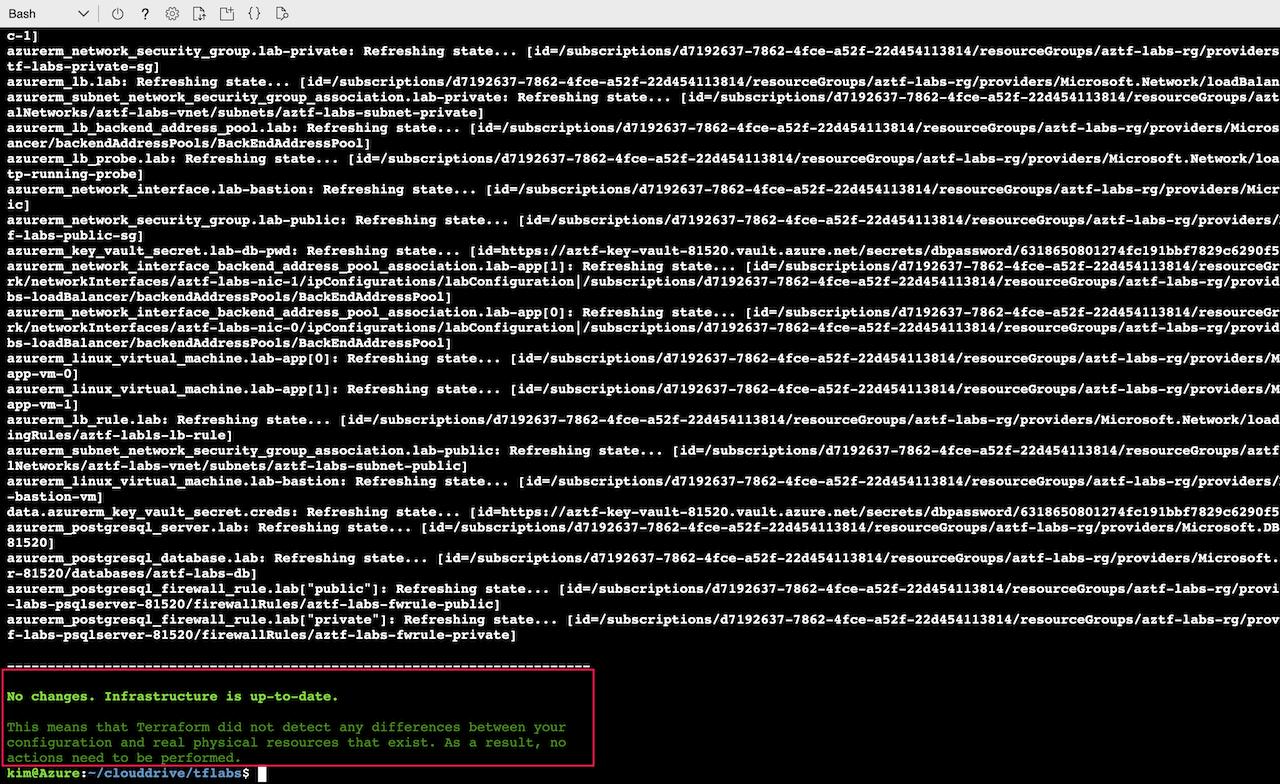 Bash
?
{}
c-1]
azurerm_network_security_group.lab-private: Refreshing state... [id=/subscriptions/d7192637-7862-4fce-a52f-22d454113814/resourceGroups/aztf-labs-rg/providers
tf-labs-private-sg]
azurerm_lb.lab: Refreshing state... [id=/subscriptions/d7192637-7862-4fce-a52f-22d454113814/resourceGroups/aztf-labs-rg/providers/Microsoft.Network/loadBalan
azurerm_subnet_network_security_group_association.lab-private: Refreshing state... [id=/subscriptions/d7192637-7862-4fce-a52f-22d454113814/resourceGroups/azt
alNetworks/aztf-labs-vnet/subnets/aztf-labs-subnet-private]
azurerm_lb_backend_address_pool.lab: Refreshing state... [id=/subscriptions/d7192637-7862-4fce-a52f-22d454113814/resourceGroups/aztf-labs-rg/providers/Micros
ancer/backendAddressPools/BackEndAddressPool]
azurerm_lb_probe.lab: Refreshing state... [id=/subscriptions/d7192637-7862-4fce-a52f-22d454113814/resourceGroups/aztf-labs-rg/providers/Microsoft.Network/loa
tp-running-probe]
azurerm_network_interface.lab-bastion: Refreshing state... [id=/subscriptions/d7192637-7862-4fce-a52f-22d454113814/resourceGroups/aztf-labs-rg/providers/Micr
ic]
azurerm_network_security_group.lab-public: Refreshing state... [id=/subscriptions/d7192637-7862-4fce-a52f-22d454113814/resourceGroups/aztf-labs-rg/providers/
f-labs-public-sg]
azurerm_key_vault_secret.lab-db-pwd: Refreshing state... [id=https://aztf-key-vault-81520.vault.azure.net/secrets/dbpassword/6318650801274fc191bbf7829c6290f5
azurerm_network_interface_backend_address_pool_association.lab-app[1]: Refreshing state... [id=/subscriptions/d7192637-7862-4fce-a52f-22d454113814/resourceGr
rk/networkInterfaces/aztf-labs-nic-1/ipConfigurations/labConfiguration|/subscriptions/d7192637-7862-4fce-a52f-22d454113814/resourceGroups/aztf-labs-rg/provid
bs-loadBalancer/backendAddressPools/BackEndAddressPool]
azurerm_network_interface_backend_address_pool_association.lab-app[0]: Refreshing state... [id=/subscriptions/d7192637-7862-4fce-a52f-22d454113814/resourceGr
rk/networkInterfaces/aztf-labs-nic-0/ipConfigurations/labConfiguration|/subscriptions/d7192637-7862-4fce-a52f-22d454113814/resourceGroups/aztf-labs-rg/provid
bs-loadBalancer/backendAddressPools/BackEndAddressPool]
azurerm_linux_virtual_machine.lab-app[0]: Refreshing state... [id=/subscriptions/d7192637-7862-4fce-a52f-22d454113814/resourceGroups/aztf-labs-rg/providers/M
app-vm-0]
azurerm_linux_virtual_machine.lab-app[1]: Refreshing state... [id=/subscriptions/d7192637-7862-4fce-a52f-22d454113814/resourceGroups/aztf-labs-rg/providers/M
app-vm-1]
azurerm_lb_rule.lab: Refreshing state... [id=/subscriptions/d7192637-7862-4fce-a52f-22d454113814/resourceGroups/aztf-labs-rg/providers/Microsoft.Network/load
ingRules/aztf-labls-lb-rule]
azurerm_subnet_network_security_group_association.lab-public: Refreshing state... [id=/subscriptions/d7192637-7862-4fce-a52f-22d454113814/resourceGroups/aztf
lNetworks/aztf-labs-vnet/subnets/aztf-labs-subnet-public]
azurerm_linux_virtual_machine.lab-bastion: Refreshing state... [id=/subscriptions/d7192637-7862-4fce-a52f-22d454113814/resourceGroups/aztf-labs-rg/providers/
-bastion-vm]
data.azurerm_key_vault_secret.creds: Refreshing state... [id=https://aztf-key-vault-81520.vault.azure.net/secrets/dbpassword/6318650801274fc191bbf7829c6290f5
azurerm_postgresql_server.lab: Refreshing state... [id=/subscriptions/d7192637-7862-4fce-a52f-22d454113814/resourceGroups/aztf-labs-rg/providers/Microsoft.DB
81520]
azurerm_postgresql_database.lab: Refreshing state... [id=/subscriptions/d7192637-7862-4fce-a52f-22d454113814/resourceGroups/aztf-labs-rg/providers/Microsoft.
r-81520/databases/aztf-labs-db]
azurerm_postgresql_firewall_rule.lab["public"]: Refreshing state... [id=/subscriptions/d7192637-7862-4fce-a52f-22d454113814/resourceGroups/aztf-labs-rg/provi
-labs-psqlserver-81520/firewallRules/aztf-labs-fwrule-public]
azurerm_postgresql_firewall_rule.lab["private"]: Refreshing state... [id=/subscriptions/d7192637-7862-4fce-a52f-22d454113814/resourceGroups/aztf-labs-rg/prov
f-labs-psqlserver-81520/firewallRules/aztf-labs-fwrule-private]
------------------------------------------------------------------------
No changes. Infrastructure is up-to-date.
This means that Terraform did not detect any differences between your
configuration and real physical resources that exist. As a result, no
actions need to be performed.
kim@Azure:~/clouddrive/tflabs$